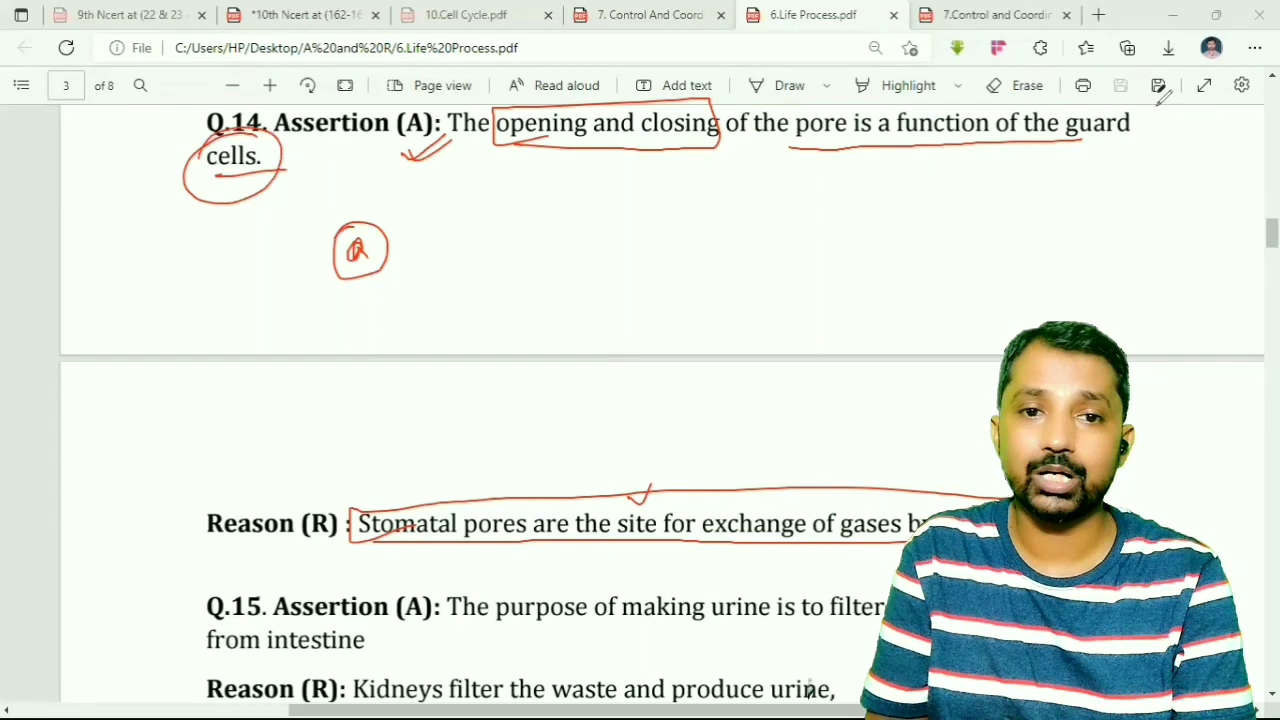 9th Ncert at (22 & 23
*10th Ncert at (162-16
10.Cell Cycle.pdf
7. Control And Coord
6.Life Process.pdf
7.Control and Coordin
File C:/Users/HP/Desktop/A%20and%20R/6.Life%20Process.pdf
3 of 8 Page view Read aloud Add text Draw Highlight Erase
Q.14. Assertion (A): The opening and closing of the pore is a function of the guard
cells.
Reason (R) : Stomatal pores are the site for exchange of gases
Q.15. Assertion (A): The purpose of making urine is to filter
from intestine
Reason (R): Kidneys filter the waste and produce urine,